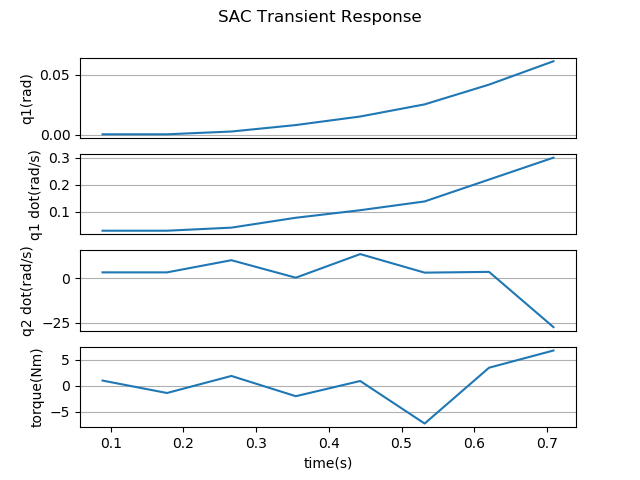 SAC Transient Response
q1(rad)
0.05
0.00
q1 dot(rad/s)
0.3
0.2
0.1
q2 dot(rad/s)
0
−25
torque(Nm)
5
0
−5
0.1 0.2 0.3 0.4 0.5 0.6 0.7
time(s)